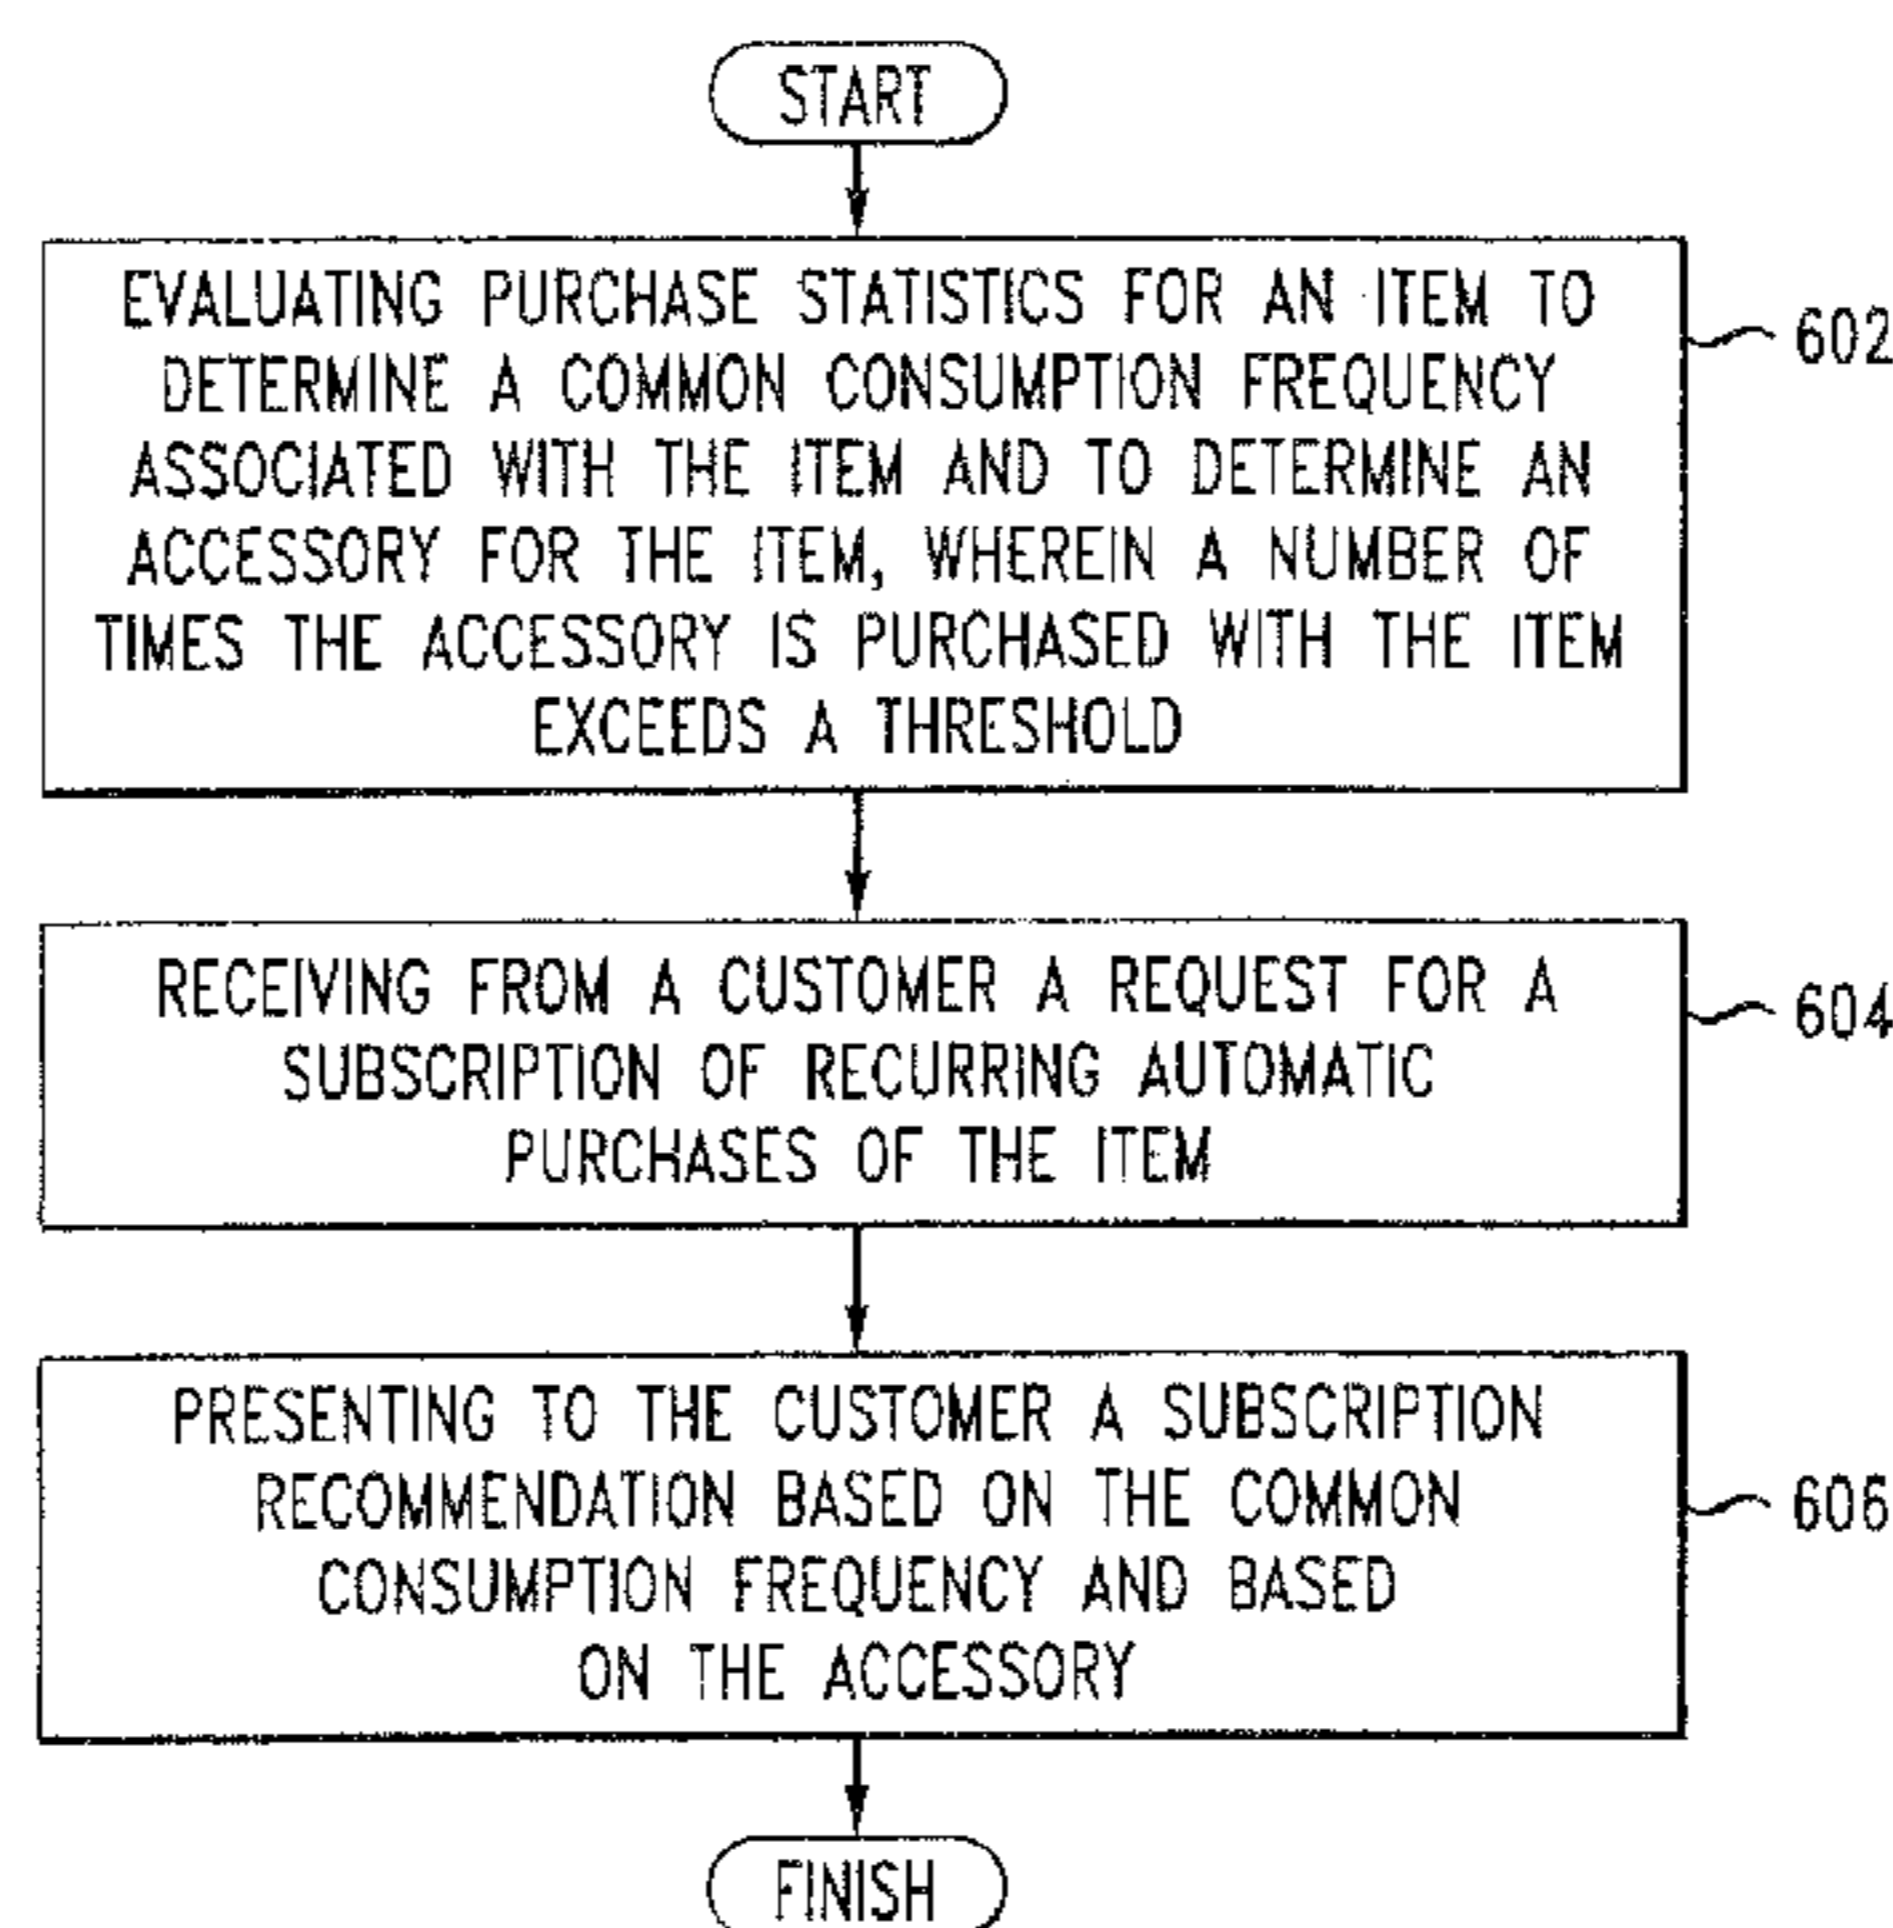 START
EVALUATING PURCHASE STATISTICS FOR AN ITEM TO
DETERMINE A COMMON CONSUMPTION FREQUENCY
ASSOCIATED WITH THE ITEM AND TO DETERMINE AN
ACCESSORY FOR THE ITEM, WHEREIN A NUMBER OF
TIMES THE ACCESSORY IS PURCHASED WITH THE ITEM
EXCEEDS A THRESHOLD
602
RECEIVING FROM A CUSTOMER A REQUEST FOR A
SUBSCRIPTION OF RECURRING AUTOMATIC
PURCHASES OF THE ITEM
604
PRESENTING TO THE CUSTOMER A SUBSCRIPTION
RECOMMENDATION BASED ON THE COMMON
CONSUMPTION FREQUENCY AND BASED
ON THE ACCESSORY
606
FINISH